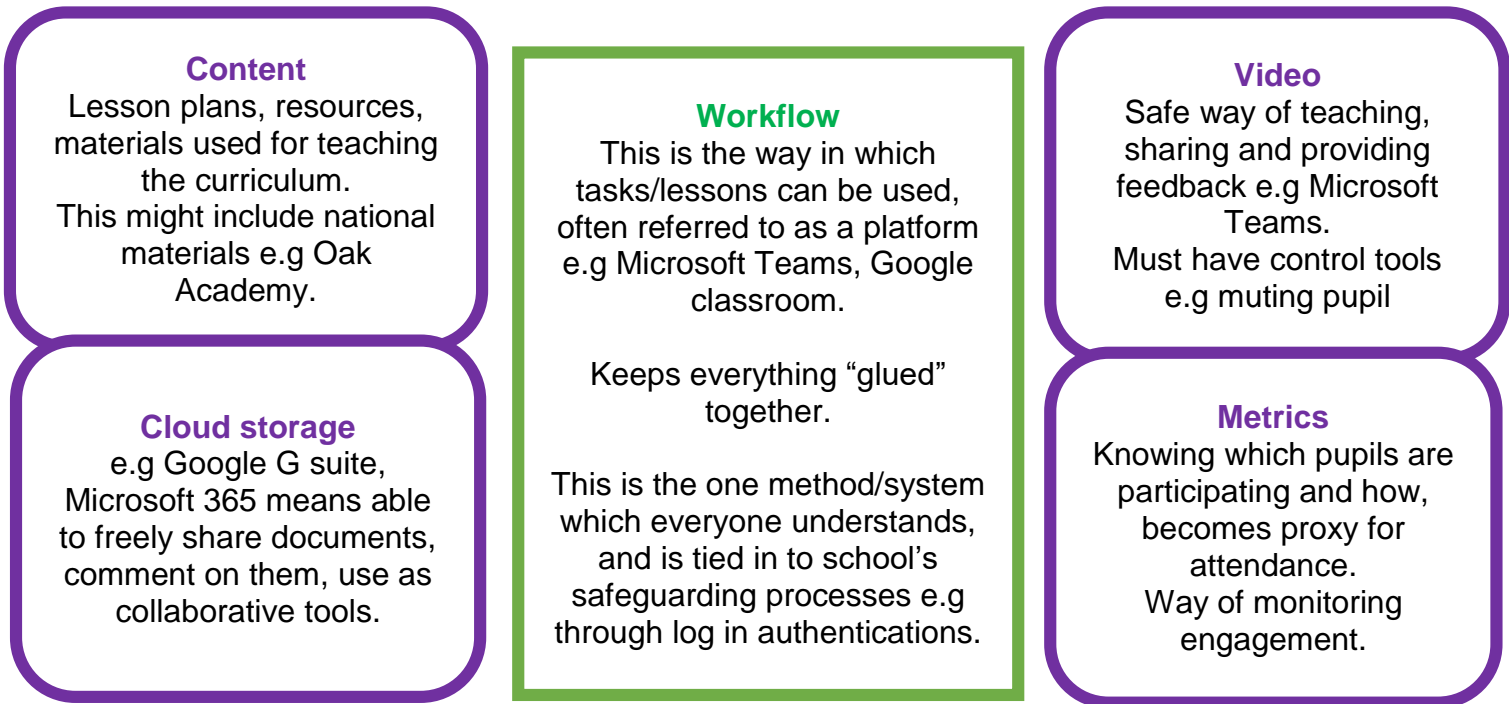 Content
Lesson plans, resources,
materials used for teaching
the curriculum.
This might include national
materials e.g Oak
Academy.
Cloud storage
e.g Google G suite,
Microsoft 365 means able
to freely share documents,
comment on them, use as
collaborative tools.
Workflow
This is the way in which
tasks/lessons can be used,
often referred to as a platform
e.g Microsoft Teams, Google
classroom.
Keeps everything “glued”
together.
This is the one method/system
which everyone understands,
and is tied in to school’s
safeguarding processes e.g
through log in authentications.
Video
Safe way of teaching,
sharing and providing
feedback e.g Microsoft
Teams.
Must have control tools
e.g muting pupil
Metrics
Knowing which pupils are
participating and how,
becomes proxy for
attendance.
Way of monitoring
engagement.